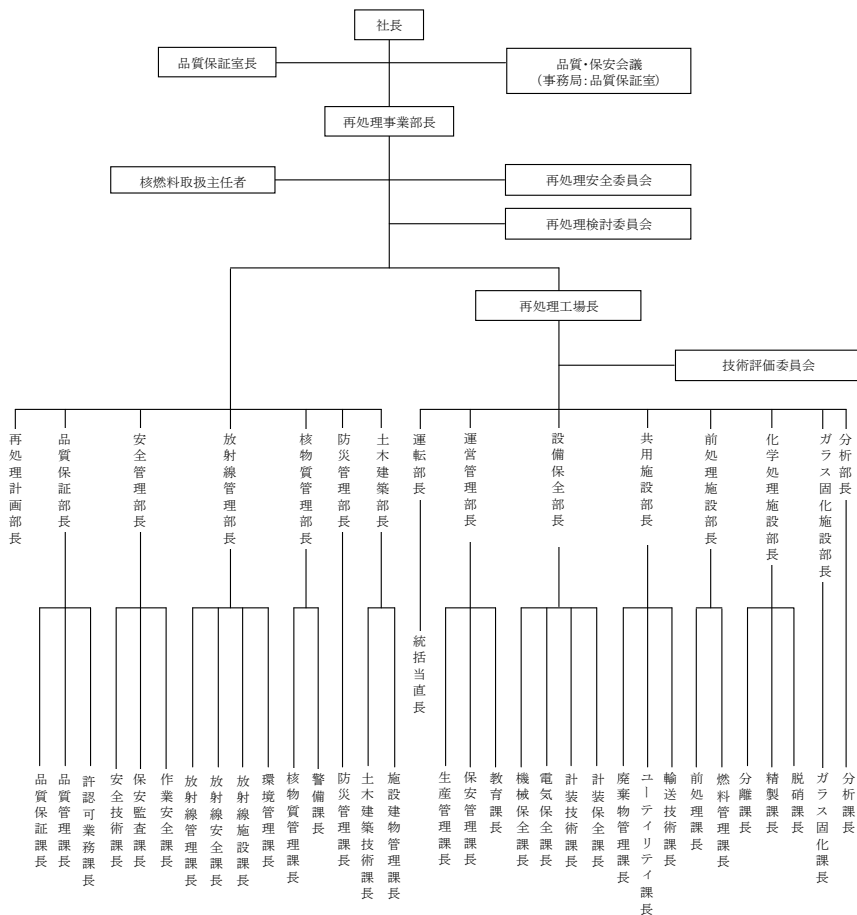 社長
品質保証室長
品質・保安会議
(事務局:品質保証室)
再処理事業部長
核燃料取扱主任者
再処理安全委員会
再処理検討委員会
再処理工場長
技術評価委員会
再処理計画部長
品質保証部長
安全管理部長
放射線管理部長
核物質管理部長
防災管理部長
土木建築部長
運転部長
運営管理部長
設備保全部長
共用施設部長
前処理施設部長
化学処理施設部長
ガラス固化施設部長
分析部長
統括当直長
品質保証課長
品質管理課長
許認可業務課長
安全技術課長
保安監査課長
作業安全課長
放射線管理課長
放射線安全課長
放射線施設課長
環境管理課長
核物質管理課長
警備課長
防災管理課長
土木建築技術課長
施設建物管理課長
生産管理課長
保安管理課長
教育課長
機械保全課長
電気保全課長
計装技術課長
計装保全課長
廃棄物管理課長
ユーティリティ課長
輸送技術課長
前処理課長
燃料管理課長
分離課長
精製課長
脱硝課長
ガラス固化課長
分析課長